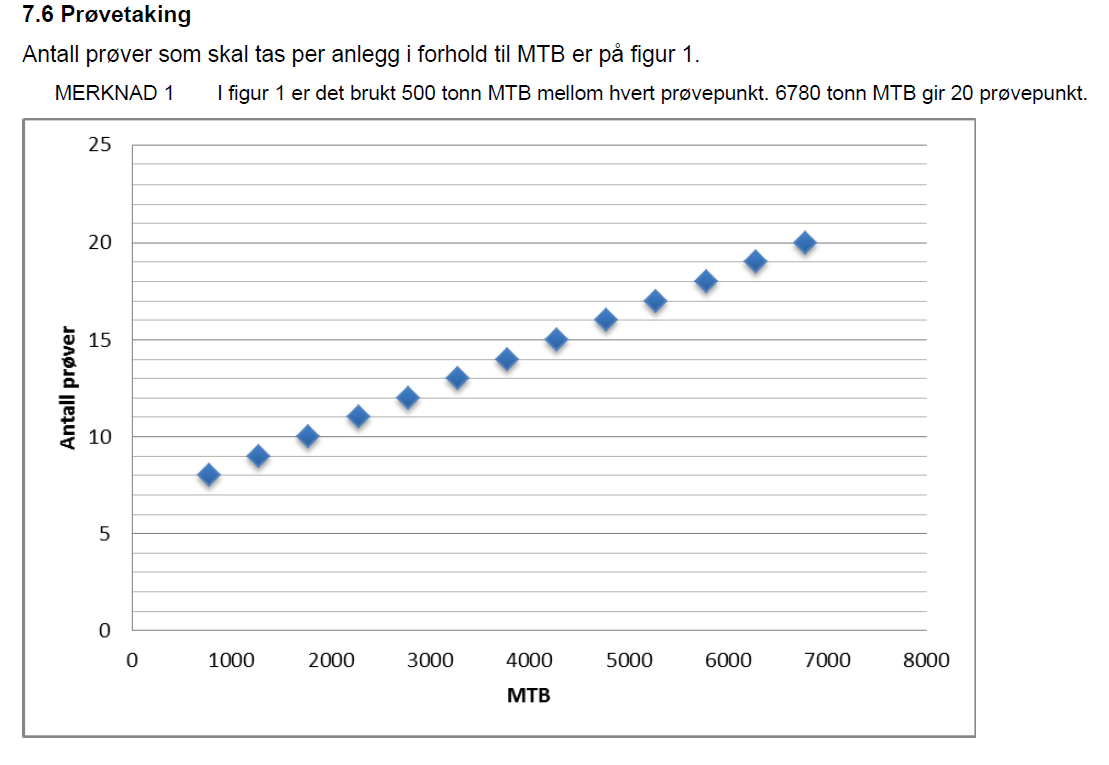 7.6 Prøvetaking
Antall prøver som skal tas per anlegg i forhold til MTB er på figur 1.
MERKNAD 1 I figur 1 er det brukt 500 tonn MTB mellom hvert prøvepunkt. 6780 tonn MTB gir 20 prøvepunkt.
25
20
15
10
5
0
Antall prøver
0 1000 2000 3000 4000 5000 6000 7000 8000
MTB